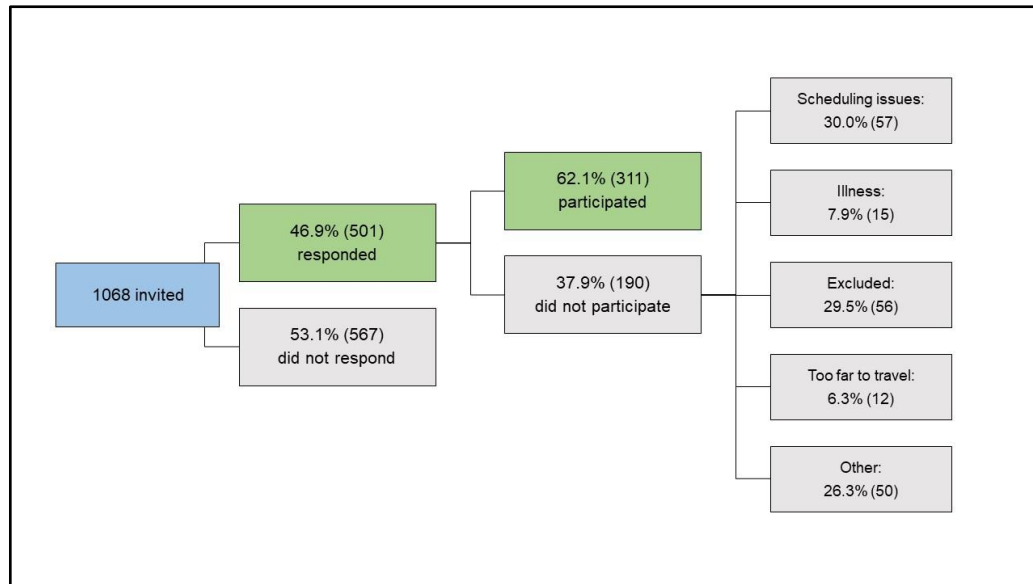 1068 invited
46.9% (501)
responded
53.1% (567)
did not respond
62.1% (311)
participated
37.9% (190)
did not participate
Scheduling issues:
30.0% (57)
Illness:
7.9% (15)
Excluded:
29.5% (56)
Too far to travel:
6.3% (12)
Other:
26.3% (50)